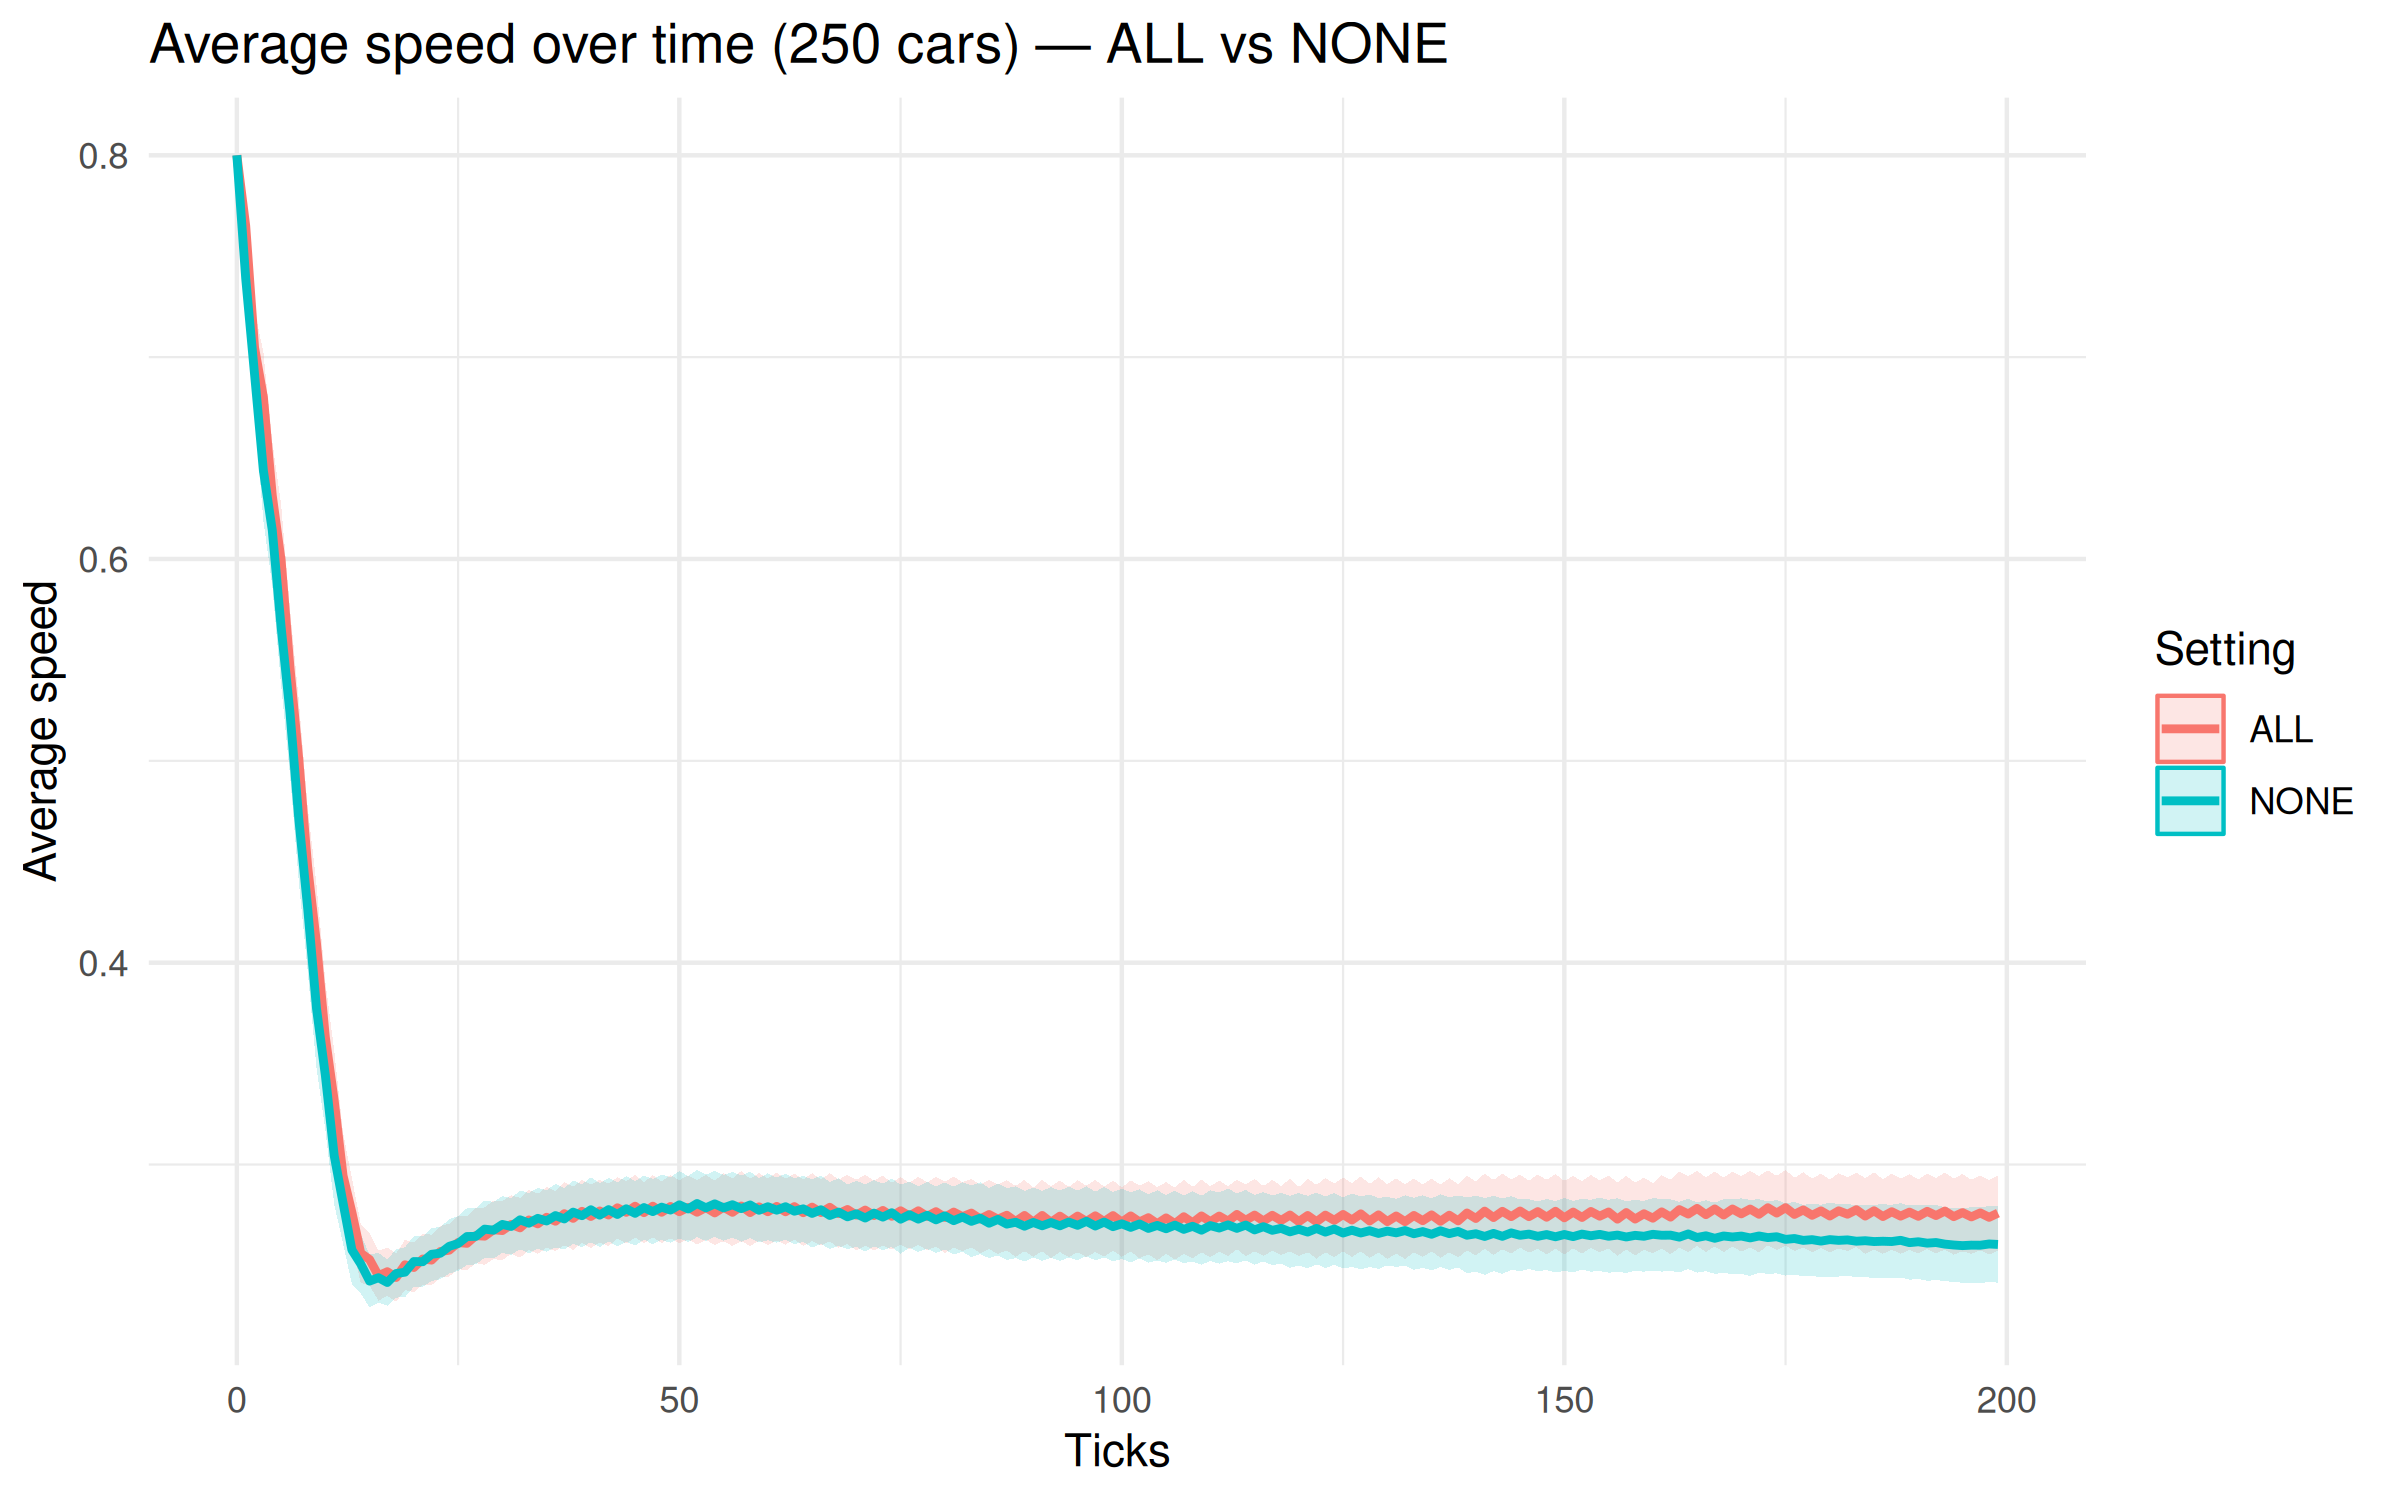 Average speed over time (250 cars) — ALL vs NONE
0.8
0.6
0.4
Average speed
0
50
100
150
200
Ticks
Setting
ALL
NONE